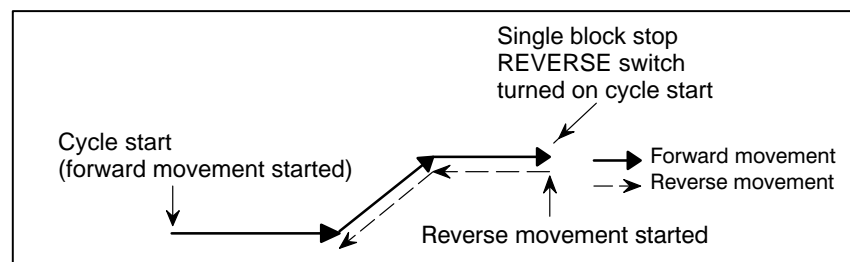 Single block stop
REVERSE switch
turned on cycle start
Cycle start
(forward movement started)
Forward movement
Reverse movement
Reverse movement started